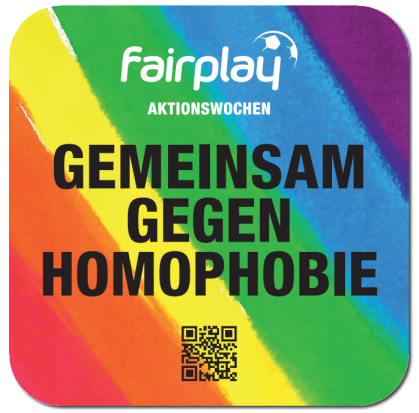 fairplay
AKTIONSWOCHEN
GEMEINSAM
GEGEN
HOMOPHOBIE